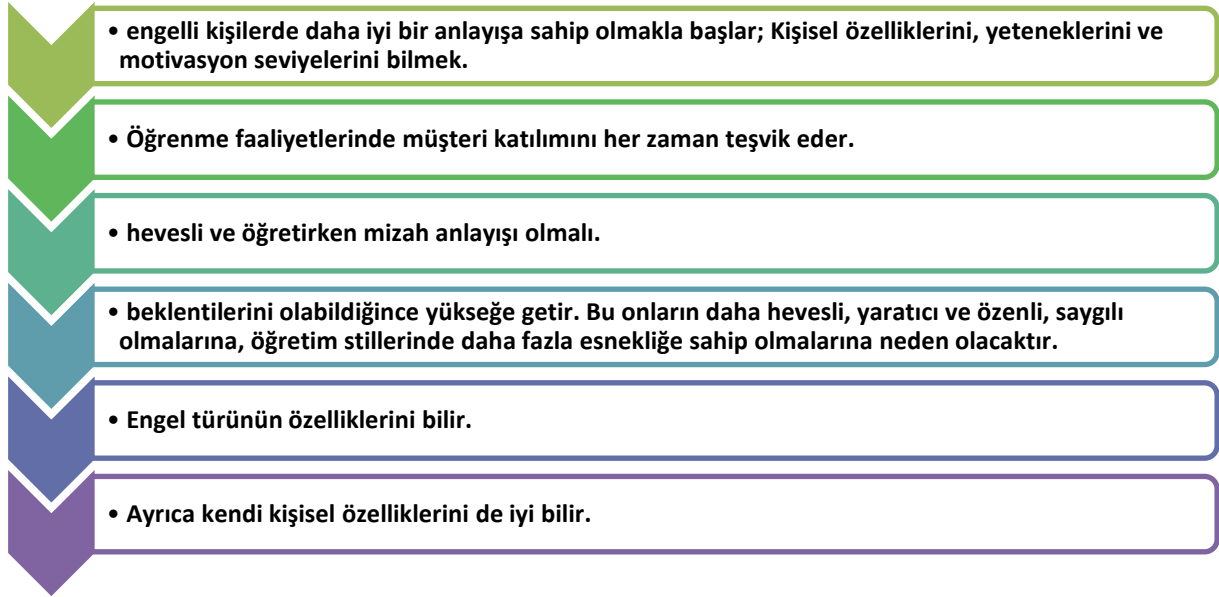 • engelli kişilerde daha iyi bir anlayışa sahip olmakla başlar; Kişisel özelliklerini, yeteneklerini ve
motivasyon seviyelerini bilmek.
• Öğrenme faaliyetlerinde müşteri katılımını her zaman teşvik eder.
• hevesli ve öğretirken mizah anlayışı olmalı.
• beklentilerini olabildiğince yükseğe getir. Bu onların daha hevesli, yaratıcı ve özenli, saygılı
olmalarına, öğretim stillerinde daha fazla esnekliğe sahip olmalarına neden olacaktır.
• Engel türünün özelliklerini bilir.
• Ayrıca kendi kişisel özelliklerini de iyi bilir.